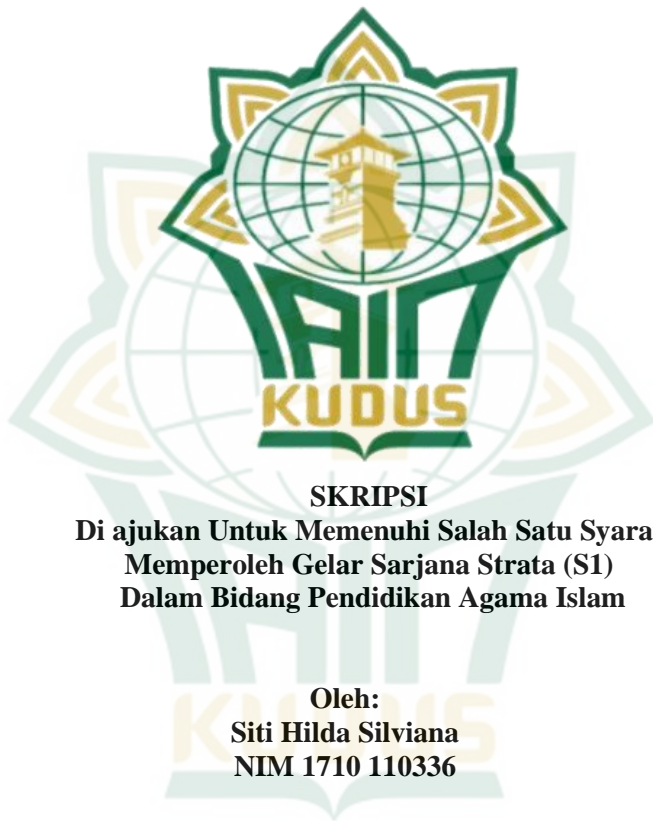 IAIN
KUDUS
SKRIPSI
Di ajukan Untuk Memenuhi Salah Satu Syara
Memperoleh Gelar Sarjana Strata (S1)
Dalam Bidang Pendidikan Agama Islam
Oleh:
Siti Hilda Silviana
NIM 1710 110336